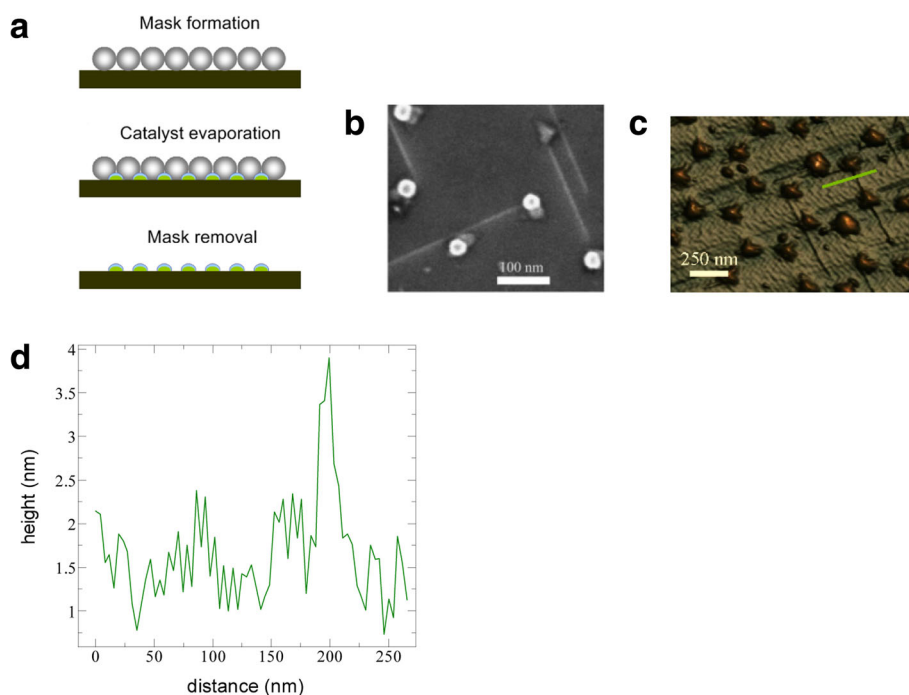 a
Mask formation
Catalyst evaporation
Mask removal
b
100 nm
c
250 nm
d
4
3.5
3
2.5
2
1.5
1
height (nm)
0
50
100
150
200
250
distance (nm)